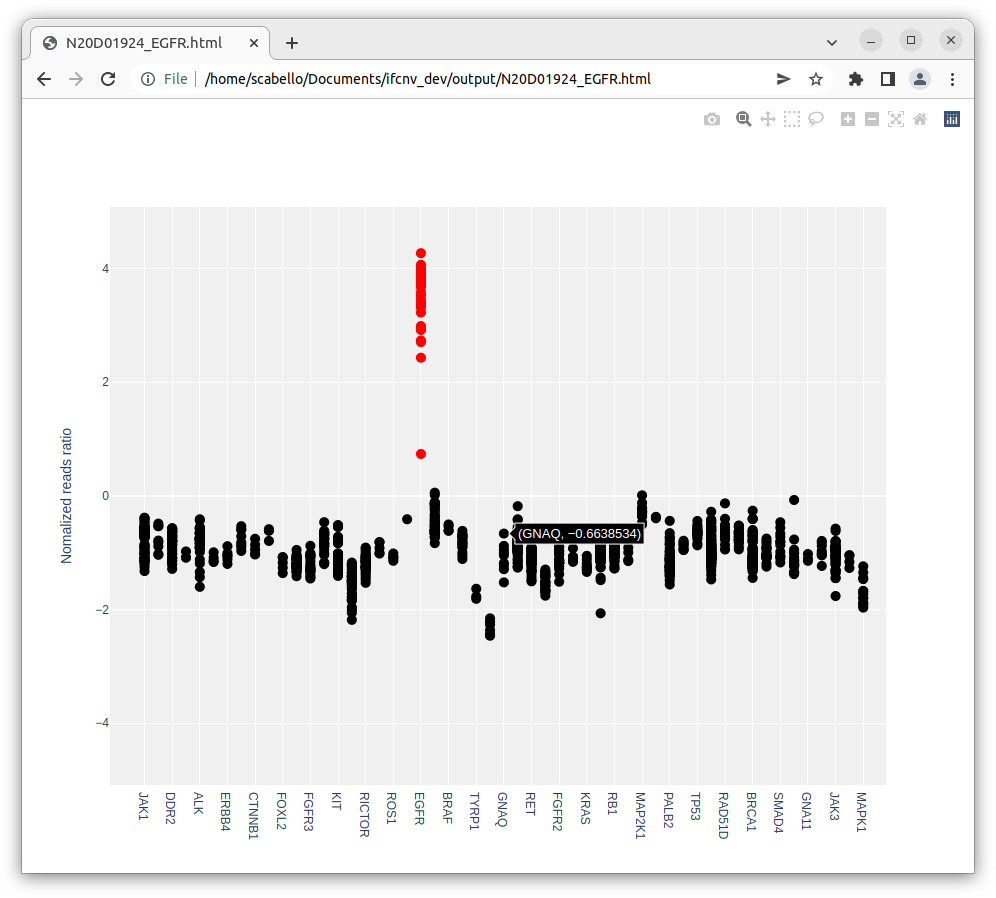 N20D01924_EGFR.html
File
/home/scabello/Documents/ifcnv_dev/output/N20D01924_EGFR.html
Nomalized reads ratio
4
2
0
−2
−4
(GNAQ, −0.6638534)
JAK1
DDR2
ALK
ERBB4
CTNNB1
FOXL2
FGFR3
KIT
RICTOR
ROS1
EGFR
BRAF
TYRP1
GNAQ
RET
FGFR2
KRAS
RB1
MAP2K1
PALB2
TP53
RAD51D
BRCA1
SMAD4
GNA11
JAK3
MAPK1